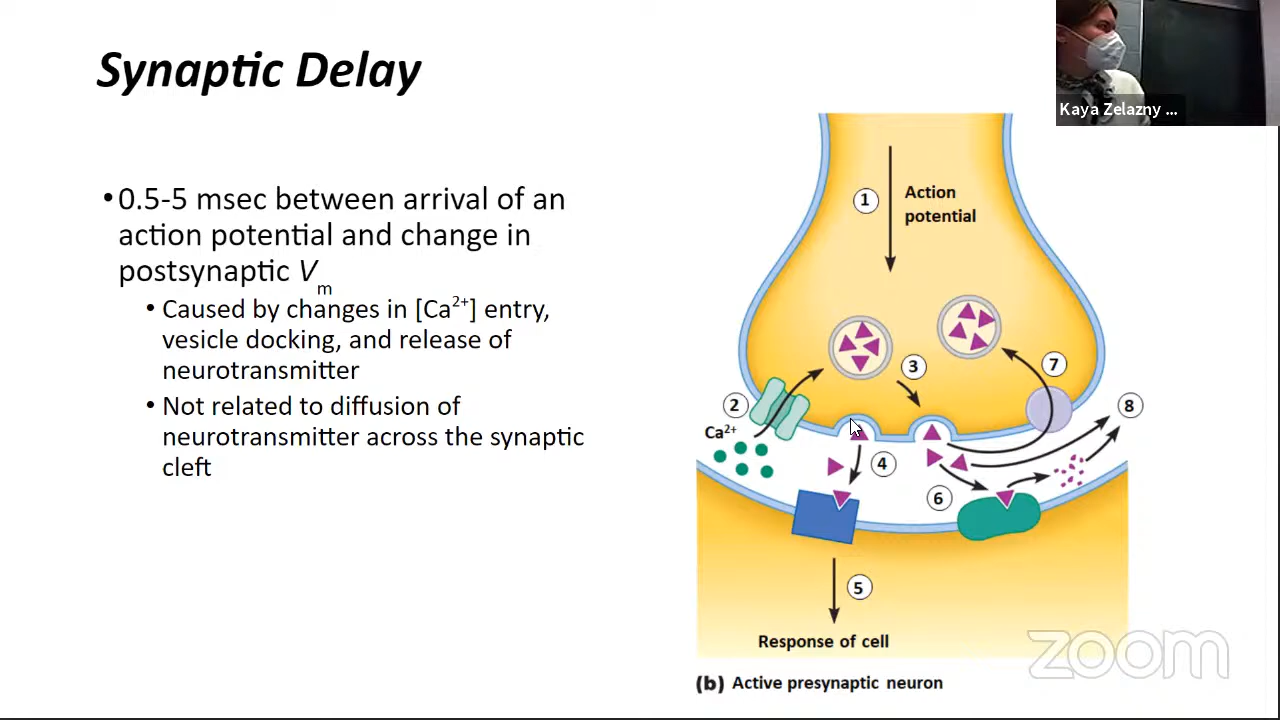 Synaptic Delay
Kaya Zelazny ...
• 0.5-5 msec between arrival of an
action potential and change in
postsynaptic Vm
• Caused by changes in [Ca2+] entry,
vesicle docking, and release of
neurotransmitter
• Not related to diffusion of
neurotransmitter across the synaptic
cleft
1
Action
potential
3
7
2
8
Ca2+
4
6
5
Response of cell
zoom
(b) Active presynaptic neuron